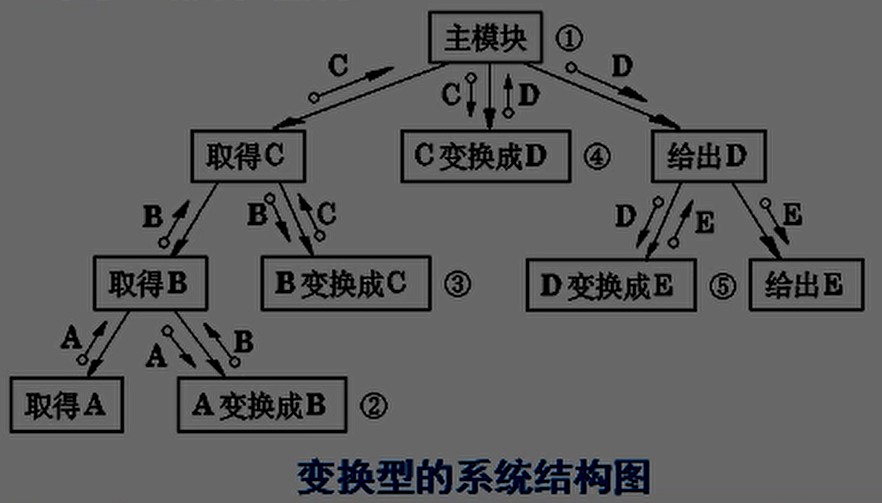 主模块 ①
C
C
D
D
取得C
C变换成D ④
给出D
B
B
C
D
E
E
取得B
B变换成C ③
D变换成E ⑤
给出E
A
A
B
取得A
A变换成B ②
变换型的系统结构图